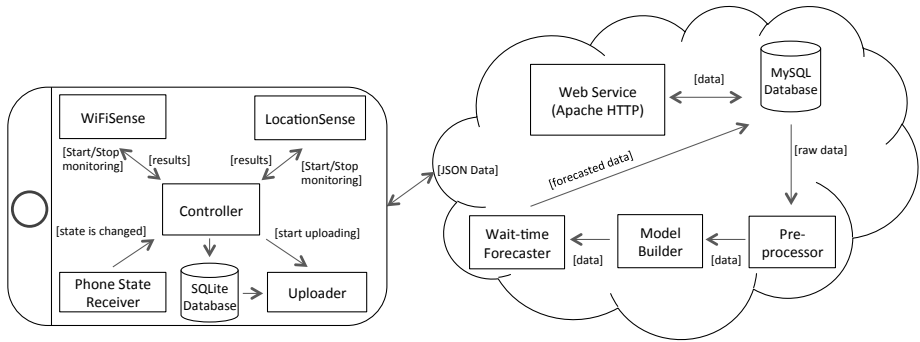 WiFiSense
LocationSense
[Start/Stop
monitoring]
[results]
[results]
[Start/Stop
monitoring]
Controller
[state is changed]
[start uploading]
Phone State
Receiver
SQLite
Database
Uploader
[JSON Data]
Web Service
(Apache HTTP)
[data]
MySQL
Database
[forecasted data]
[raw data]
Wait-time
Forecaster
[data]
Model
Builder
[data]
Pre-
processor